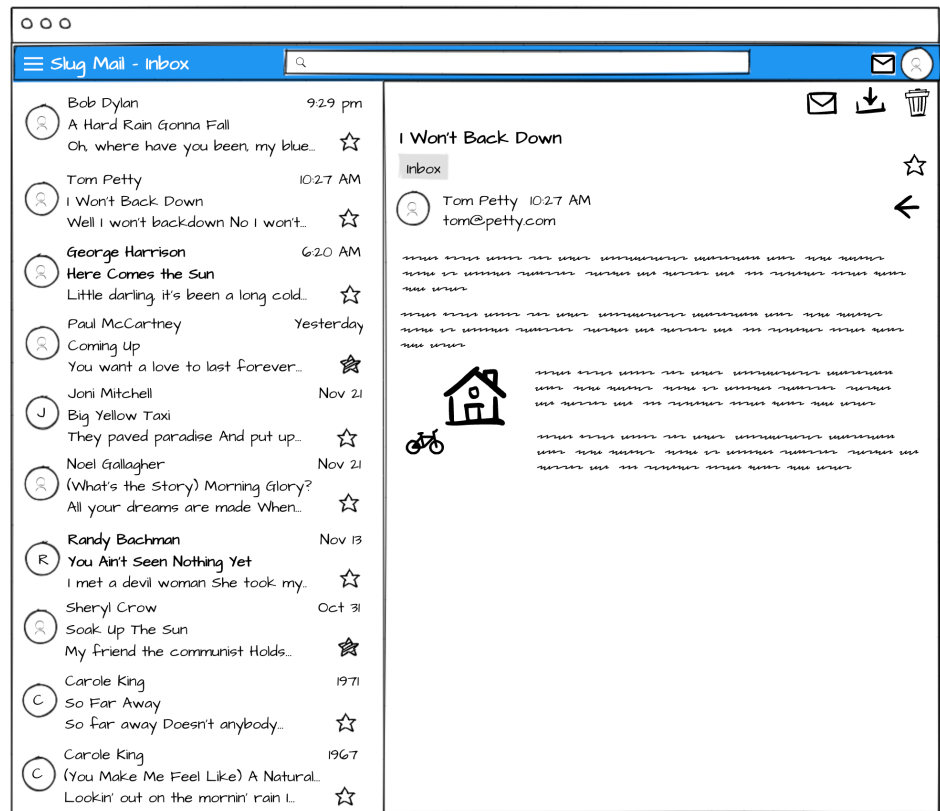 Slug Mail - Inbox
Bob Dylan 9:29 pm
A Hard Rain Gonna Fall
Oh, where have you been, my blue...
Tom Petty 10:27 AM
I Won't Back Down
Well I won't backdown No I won't...
George Harrison 6:20 AM
Here Comes the Sun
Little darling, it's been a long cold...
Paul McCartney Yesterday
Coming Up
You want a love to last forever...
J
Joni Mitchell Nov 21
Big Yellow Taxi
They paved paradise And put up...
Noel Gallagher Nov 21
(What's the Story) Morning Glory?
All your dreams are made When...
R
Randy Bachman Nov 13
You Ain't Seen Nothing Yet
I met a devil woman She took my..
Sheryl Crow Oct 31
Soak Up The Sun
My friend the communist Holds...
C
Carole King 1971
So Far Away
So far away Doesn't anybody...
C
Carole King 1967
(You Make Me Feel Like) A Natural...
Lookin' out on the mornin' rain I...
I Won't Back Down
Inbox
Tom Petty 10:27 AM
tom@petty.com